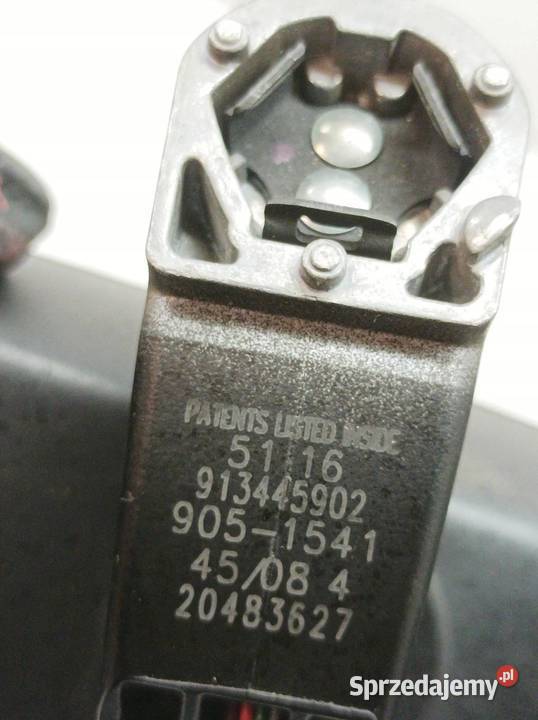 PATENTS LISTED INSIDE
51 16
913445902
905-1541
45/08 4
20483627
Sprzedajemy.pl